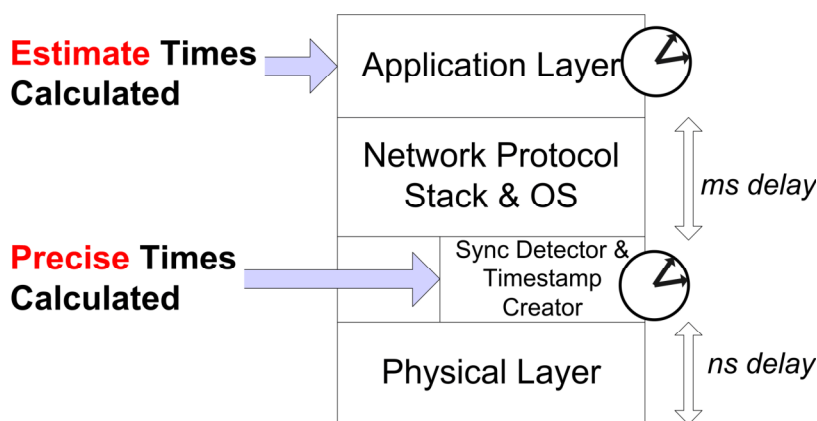 Estimate Times
Calculated
Application Layer
Network Protocol
Stack & OS
ms delay
Precise Times
Calculated
Sync Detector &
Timestamp
Creator
Physical Layer
ns delay